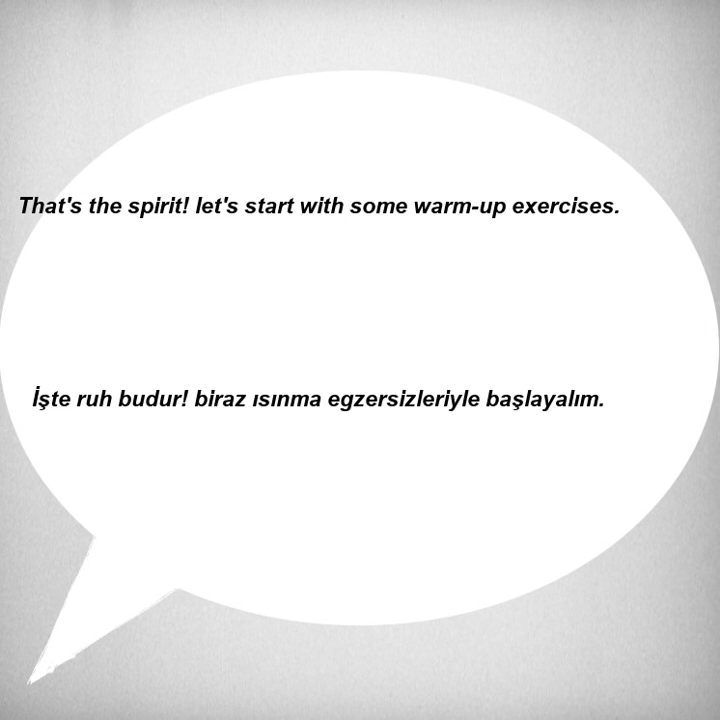 That's the spirit! let's start with some warm-up exercises.
İşte ruh budur! biraz ısınma egzersizleriyle başlayalım.